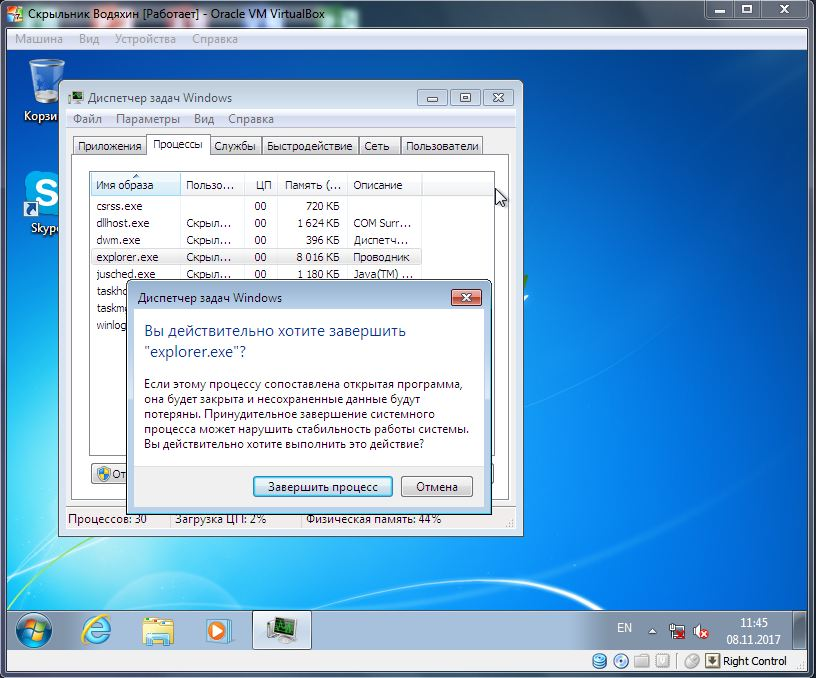 Скрыльник Водяхин [Работает] - Oracle VM VirtualBox
Машина Вид Устройства Справка
Диспетчер задач Windows
Файл Параметры Вид Справка
Приложения Процессы Службы Быстродействие Сеть Пользователи
Имя образа Пользо... ЦП Память (... Описание
csrss.exe 00 720 КБ
dllhost.exe Скрыл... 00 1 624 КБ COM Surr...
dwm.exe Скрыл... 00 396 КБ Диспетч...
explorer.exe Скрыл... 00 8 016 КБ Проводник
jusched.exe Скрыл... 00 1 180 КБ Java(TM) ...
Диспетчер задач Windows
Вы действительно хотите завершить
"explorer.exe"?
Если этому процессу сопоставлена открытая программа,
она будет закрыта и несохраненные данные будут
потеряны. Принудительное завершение системного
процесса может нарушить стабильность работы системы.
Вы действительно хотите выполнить это действие?
Завершить процесс Отмена
Процессов: 30 Загрузка ЦП: 2% Физическая память: 44%
EN 11:45
08.11.2017
Right Control